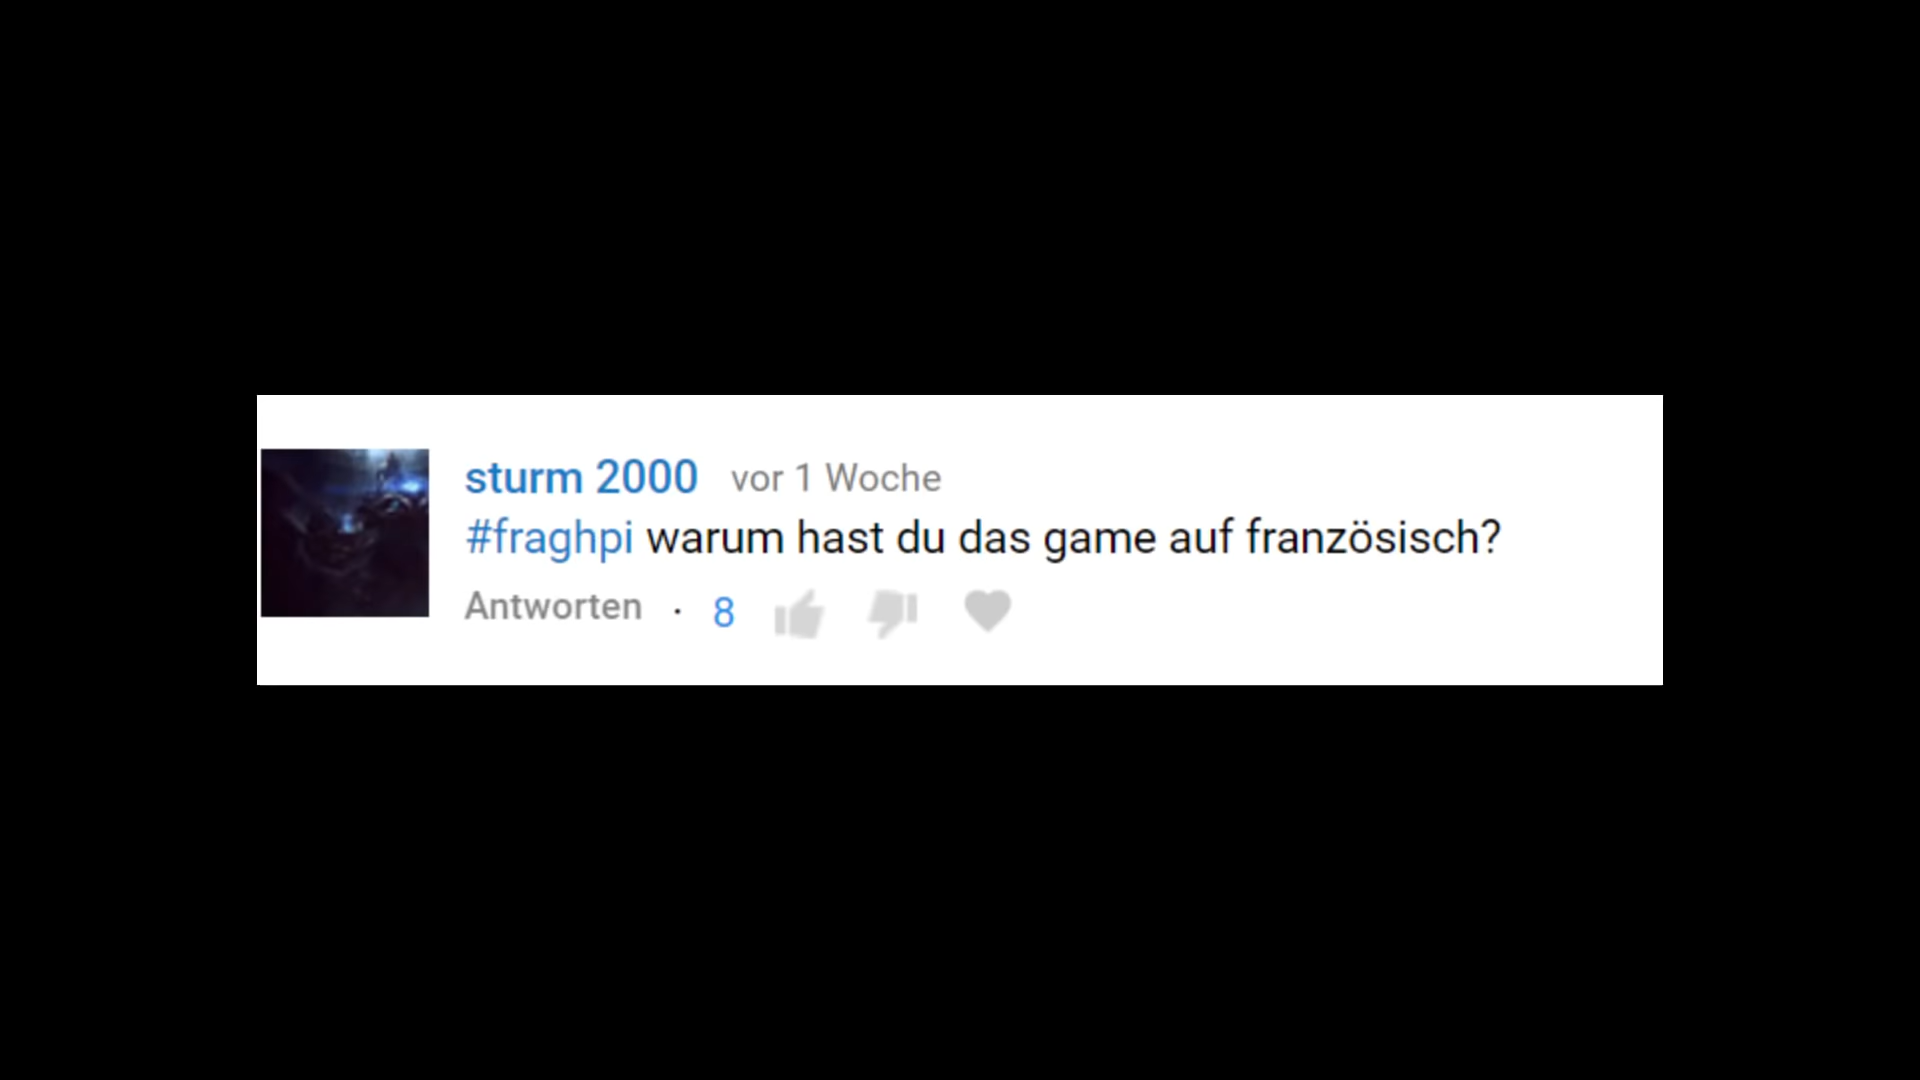 sturm 2000 vor 1 Woche
#fraghpi warum hast du das game auf französisch?
Antworten · 8